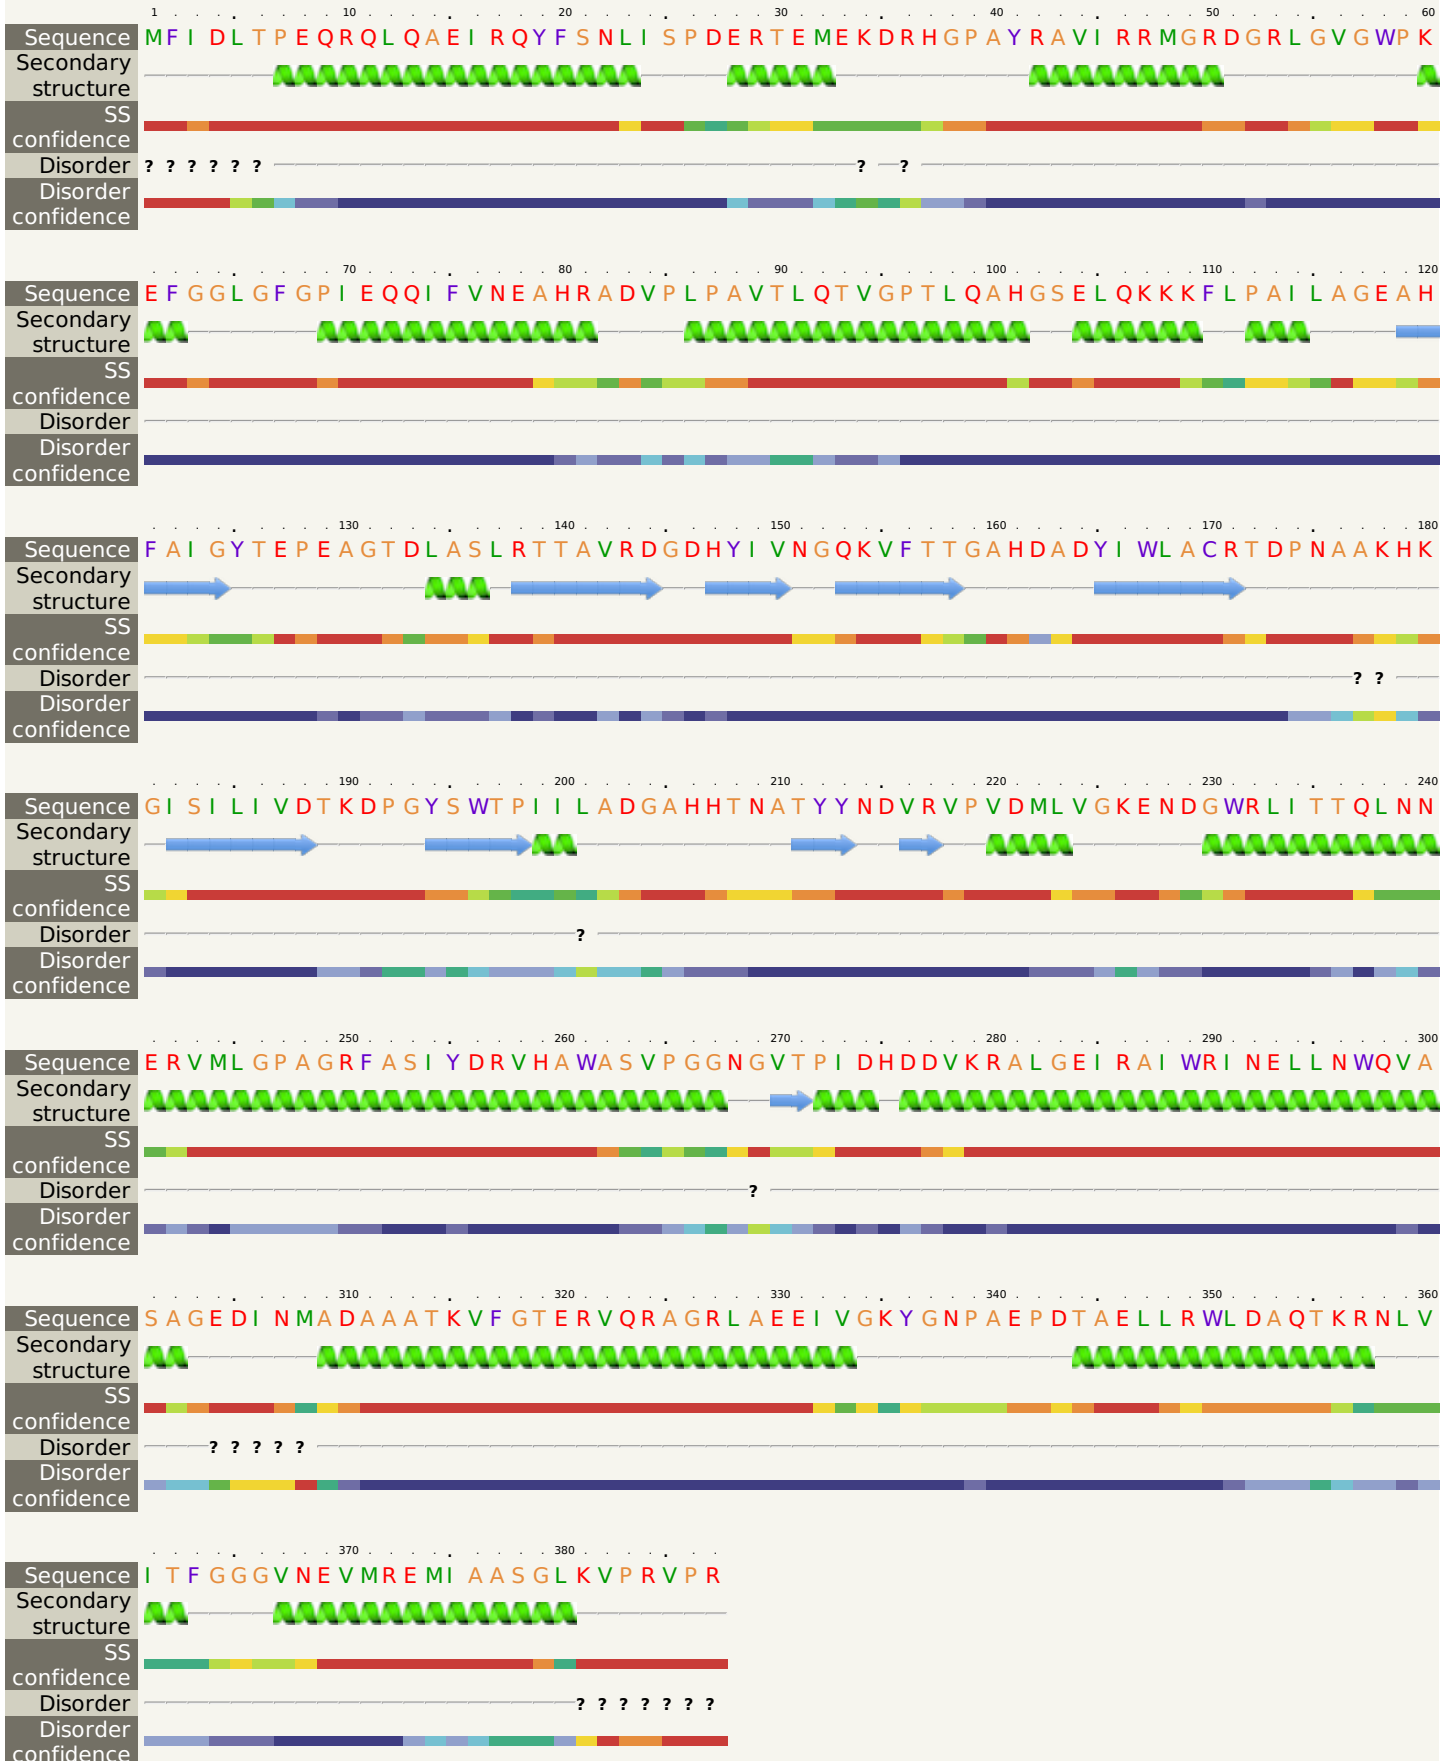 1 10 20 30 40 50 60
Sequence MFIDLTPEQRQLQAEIRQYFSNLISPDERTEMEKDRHGPAYRAVIRRMGRDGRLGVGWPK
Secondary
structure
SS
confidence
Disorder ? ? ? ? ? ? ? ?
Disorder
confidence
70 80 90 100 110 120
Sequence EFGGLGFGPIEQQIFVNEAHRADVPLPAVTLQTVGPTLQAHGSELQKKKFLPAILAGEAH
Secondary
structure
SS
confidence
Disorder
Disorder
confidence
130 140 150 160 170 180
Sequence FAIGYTEPEAGTDLASLRTTAVRDGDHYIVNGQKVFTTGAHDADYIWLACRTDPNAAKHK
Secondary
structure
SS
confidence
Disorder ? ?
Disorder
confidence
190 200 210 220 230 240
Sequence GISILIVDTKDPGYSWTPIILADGAHHTNATYYNDVRVPVDMLVGKENDGWRLITTQLNN
Secondary
structure
SS
confidence
Disorder ?
Disorder
confidence
250 260 270 280 290 300
Sequence ERVMLGPAGRFASIYDRVHAWASVPGGNGVTPIDHDDVKRALGEIRAIWRINELLNWQVA
Secondary
structure
SS
confidence
Disorder ?
Disorder
confidence
310 320 330 340 350 360
Sequence SAGEDINMADAAATKVFGTERVQRAGRLAEEIVGKYGNPAEPDTAELLRWLDAQTKRNLV
Secondary
structure
SS
confidence
Disorder ? ? ? ? ?
Disorder
confidence
370 380
Sequence ITFGGGVNEVMREMIAASGLKVPRVPR
Secondary
structure
SS
confidence
Disorder ? ? ? ? ? ? ?
Disorder
confidence